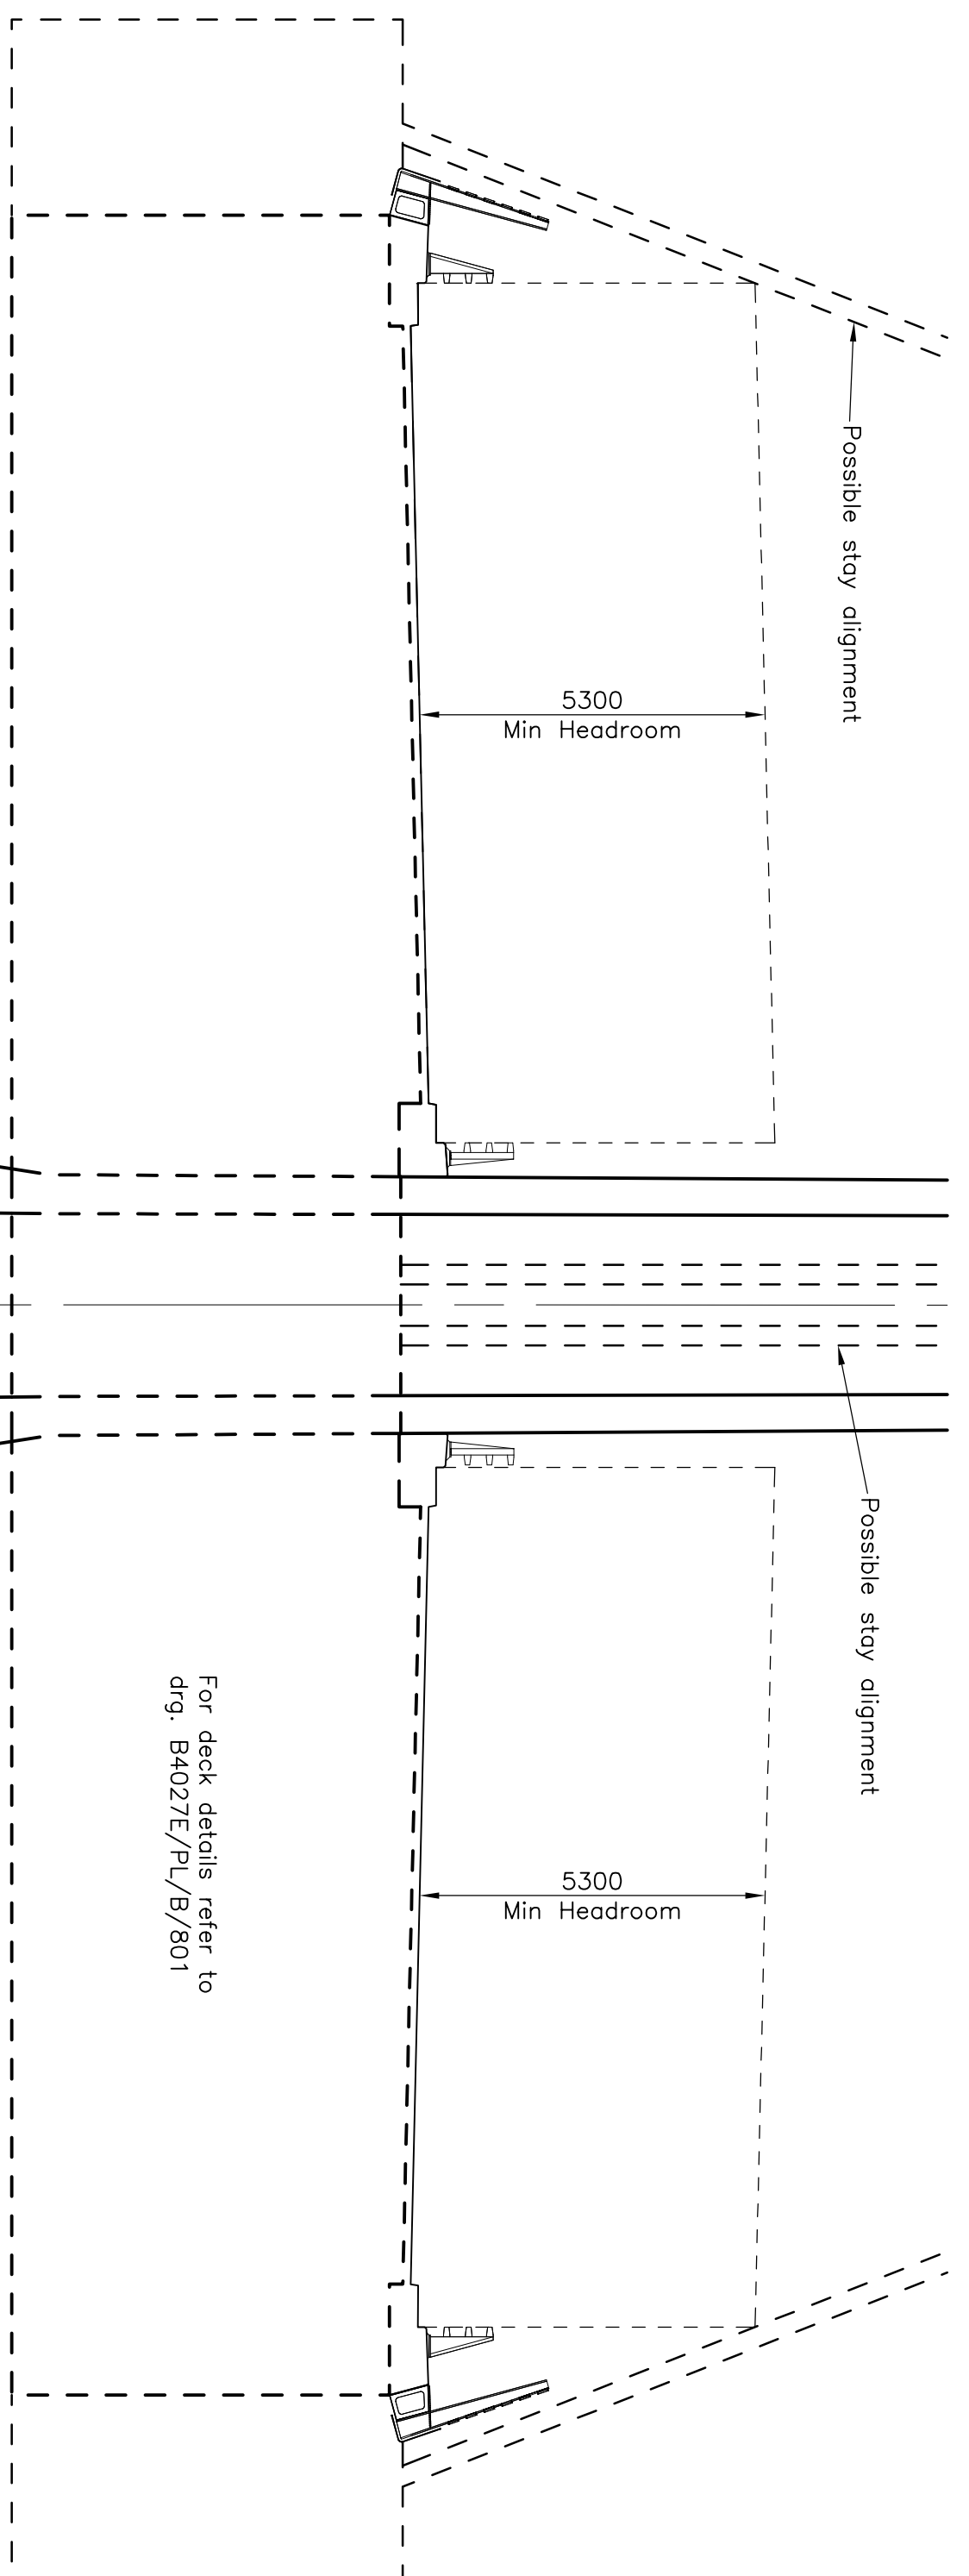 Possible stay alignment
5300
Min Headroom
Possible stay alignment
5300
Min Headroom
For deck details refer to
drg. B4027E/PL/B/801